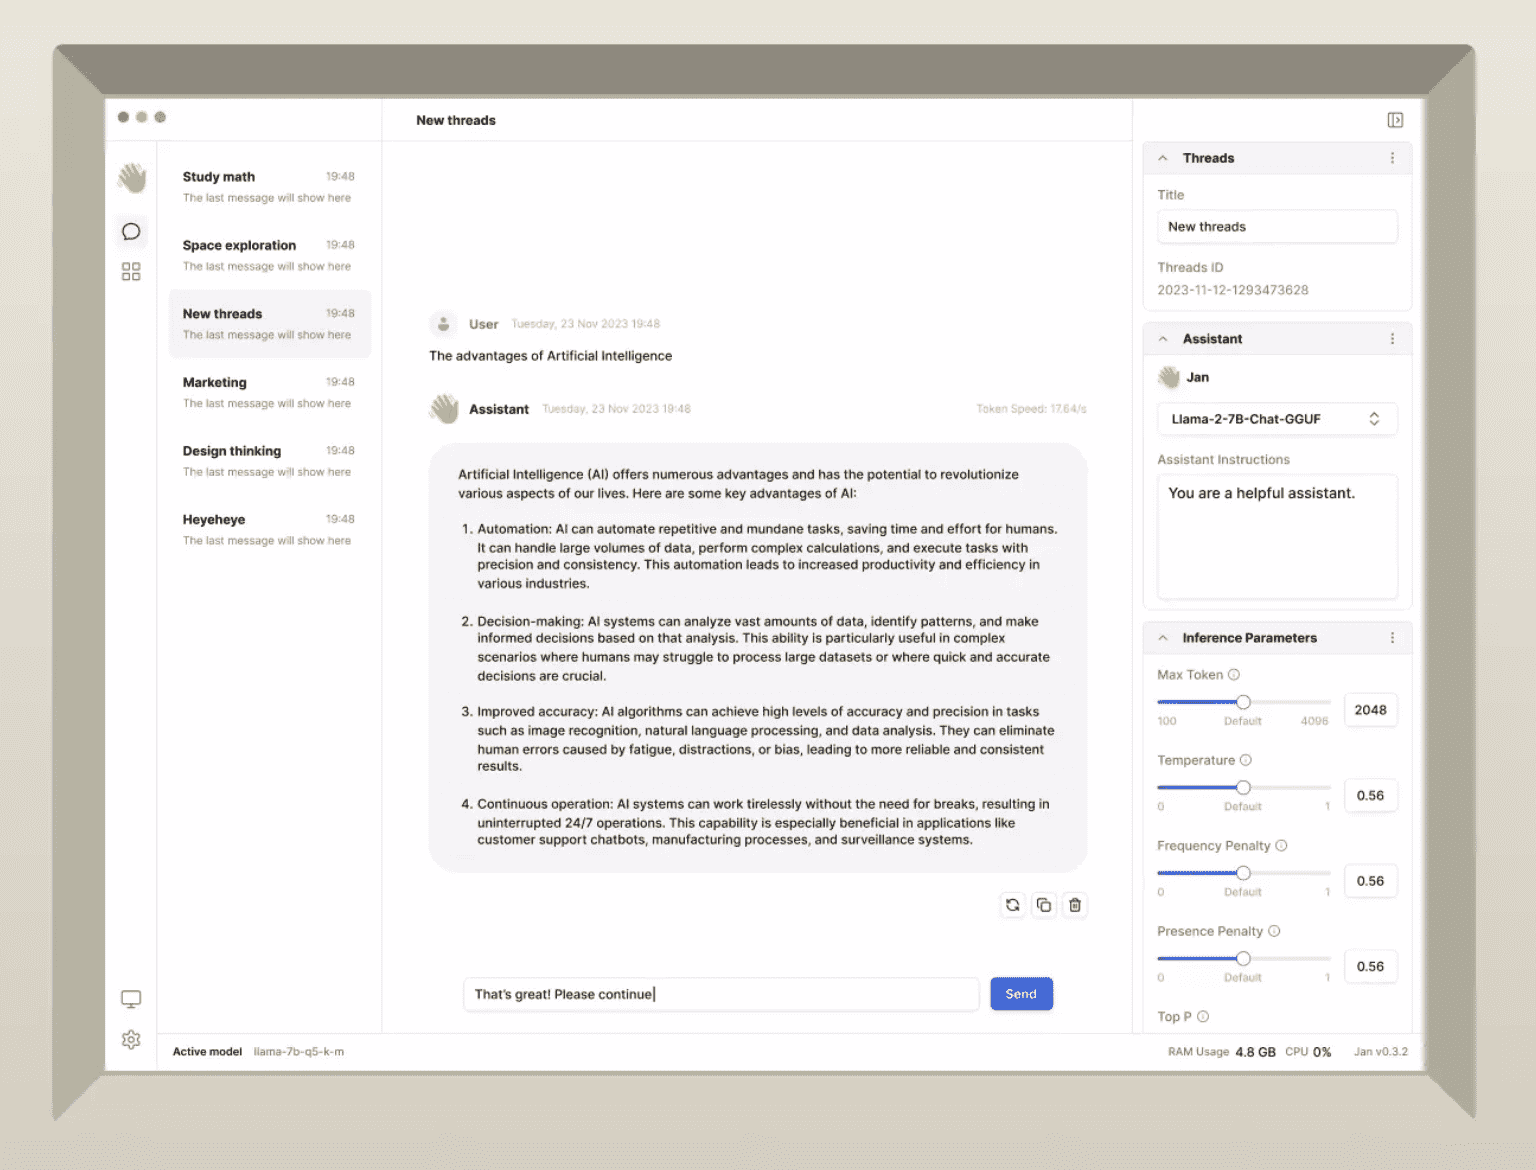 New threads
Study math 19:48
The last message will show here
Space exploration 19:48
The last message will show here
New threads 19:48
The last message will show here
Marketing 19:48
The last message will show here
Design thinking 19:48
The last message will show here
Heyeheye 19:48
The last message will show here
User Tuesday, 23 Nov 2023 19:48
The advantages of Artificial Intelligence
Assistant Tuesday, 23 Nov 2023 19:48 Token Speed: 17.64/s
Artificial Intelligence (AI) offers numerous advantages and has the potential to revolutionize
various aspects of our lives. Here are some key advantages of AI:
1. Automation: AI can automate repetitive and mundane tasks, saving time and effort for humans.
It can handle large volumes of data, perform complex calculations, and execute tasks with
precision and consistency. This automation leads to increased productivity and efficiency in
various industries.
2. Decision-making: AI systems can analyze vast amounts of data, identify patterns, and make
informed decisions based on that analysis. This ability is particularly useful in complex
scenarios where humans may struggle to process large datasets or where quick and accurate
decisions are crucial.
3. Improved accuracy: AI algorithms can achieve high levels of accuracy and precision in tasks
such as image recognition, natural language processing, and data analysis. They can eliminate
human errors caused by fatigue, distractions, or bias, leading to more reliable and consistent
results.
4. Continuous operation: AI systems can work tirelessly without the need for breaks, resulting in
uninterrupted 24/7 operations. This capability is especially beneficial in applications like
customer support chatbots, manufacturing processes, and surveillance systems.
That's great! Please continue
Send
Threads
Title
New threads
Threads ID
2023-11-12-1293473628
Assistant
Jan
Llama-2-7B-Chat-GGUF
Assistant Instructions
You are a helpful assistant.
Inference Parameters
Max Token
2048
100 Default 4096
Temperature
0.56
0 Default 1
Frequency Penalty
0.56
0 Default 1
Presence Penalty
0.56
0 Default 1
Top P
Active model llama-7b-q5-k-m
RAM Usage 4.8 GB CPU 0% Jan v0.3.2